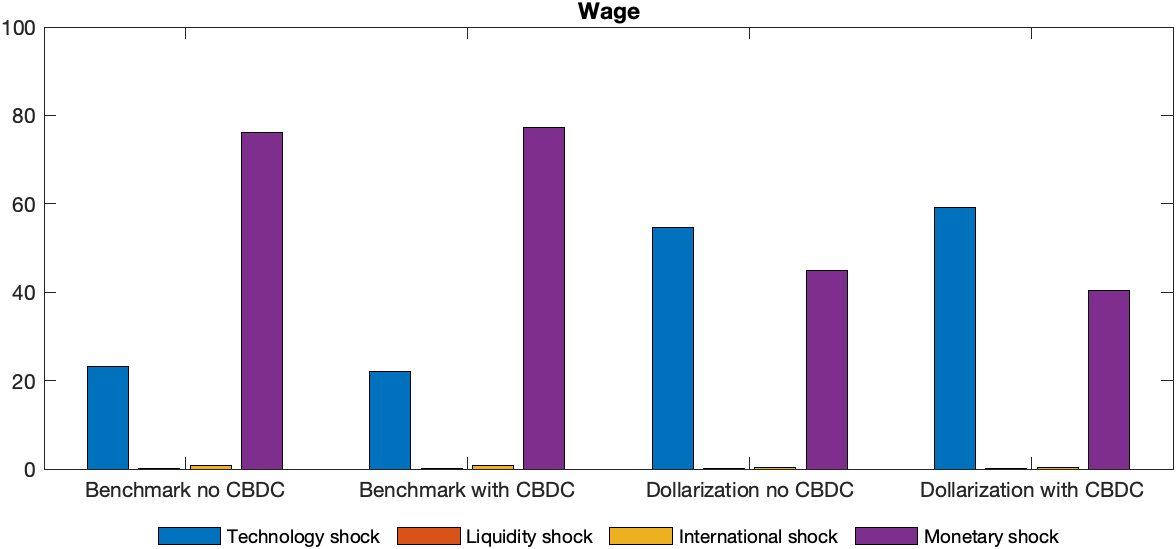 Wage
100
80
60
40
20
0
Benchmark no CBDC Benchmark with CBDC Dollarization no CBDC Dollarization with CBDC
Technology shock Liquidity shock International shock Monetary shock